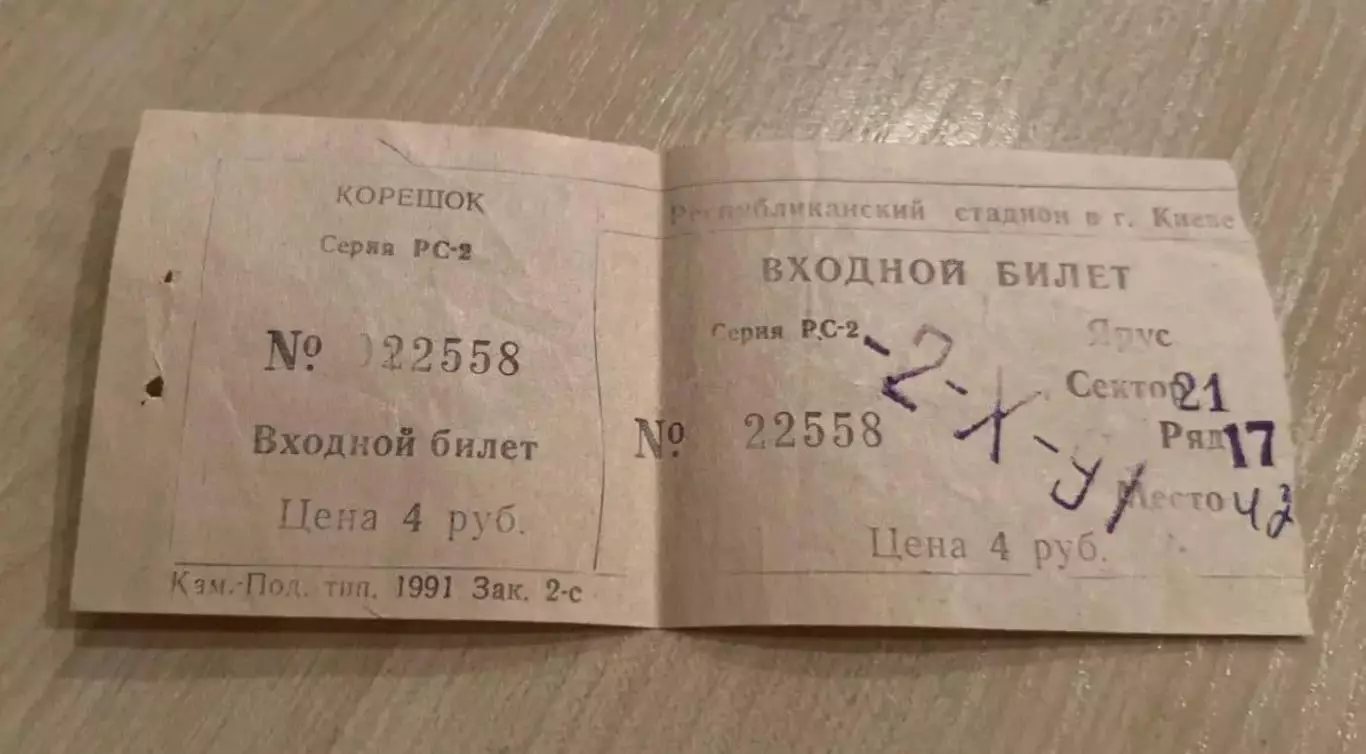 КОРЕШОК
Серия РС-2
№ 022558
Входной билет
Цена 4 руб.
Кам.-Под. тип. 1991 Зак. 2-с
Республиканский стадион в г. Киеве
ВХОДНОЙ БИЛЕТ
Серия РС-2
Ярус
Сектор 21
№ 22558
Ряд 17
Место 42
Цена 4 руб.